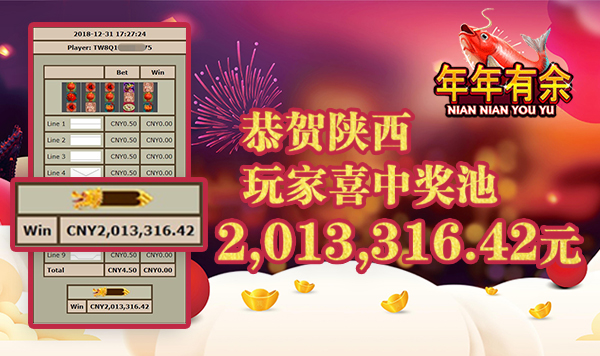 2018-12-31 17:27:24
Player: TW8Q1 75
Bet Win
Line 1 CNY0.50 CNY0.00
Line 2 CNY0.50 CNY0.00
Line 3 CNY0.50 CNY0.00
Line 4 CNY0.50 CNY0.00
Win CNY2,013,316.42
Line 9 CNY0.50 CNY0.00
Total CNY4.50 CNY0.00
Win CNY2,013,316.42
年年有余
NIAN NIAN YOU YU
恭贺陕西
玩家喜中奖池
2,013,316.42元